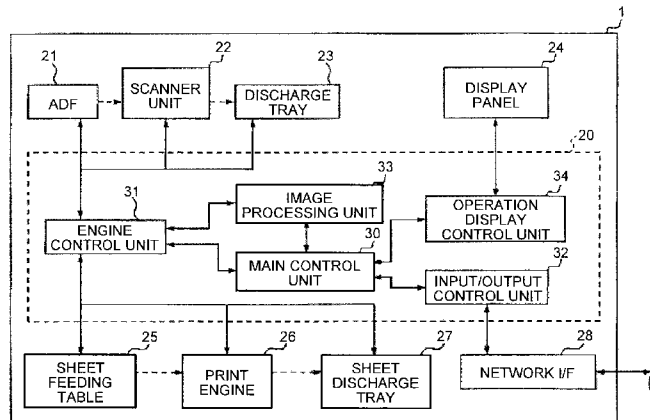 1
21
22
23
24
ADF
SCANNER
UNIT
DISCHARGE
TRAY
DISPLAY
PANEL
20
33
34
31
IMAGE
PROCESSING UNIT
OPERATION
DISPLAY
CONTROL UNIT
ENGINE
CONTROL UNIT
30
MAIN CONTROL
UNIT
32
INPUT/OUTPUT
CONTROL UNIT
25
26
27
28
SHEET
FEEDING
TABLE
PRINT
ENGINE
SHEET
DISCHARGE
TRAY
NETWORK I/F